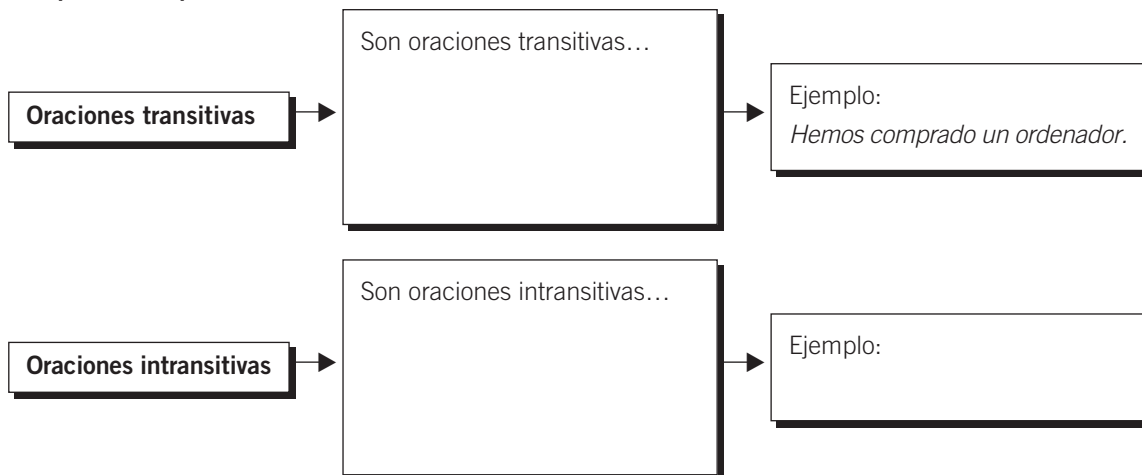 Son oraciones transitivas…
Oraciones transitivas
Ejemplo:
Hemos comprado un ordenador.
Son oraciones intransitivas…
Oraciones intransitivas
Ejemplo: